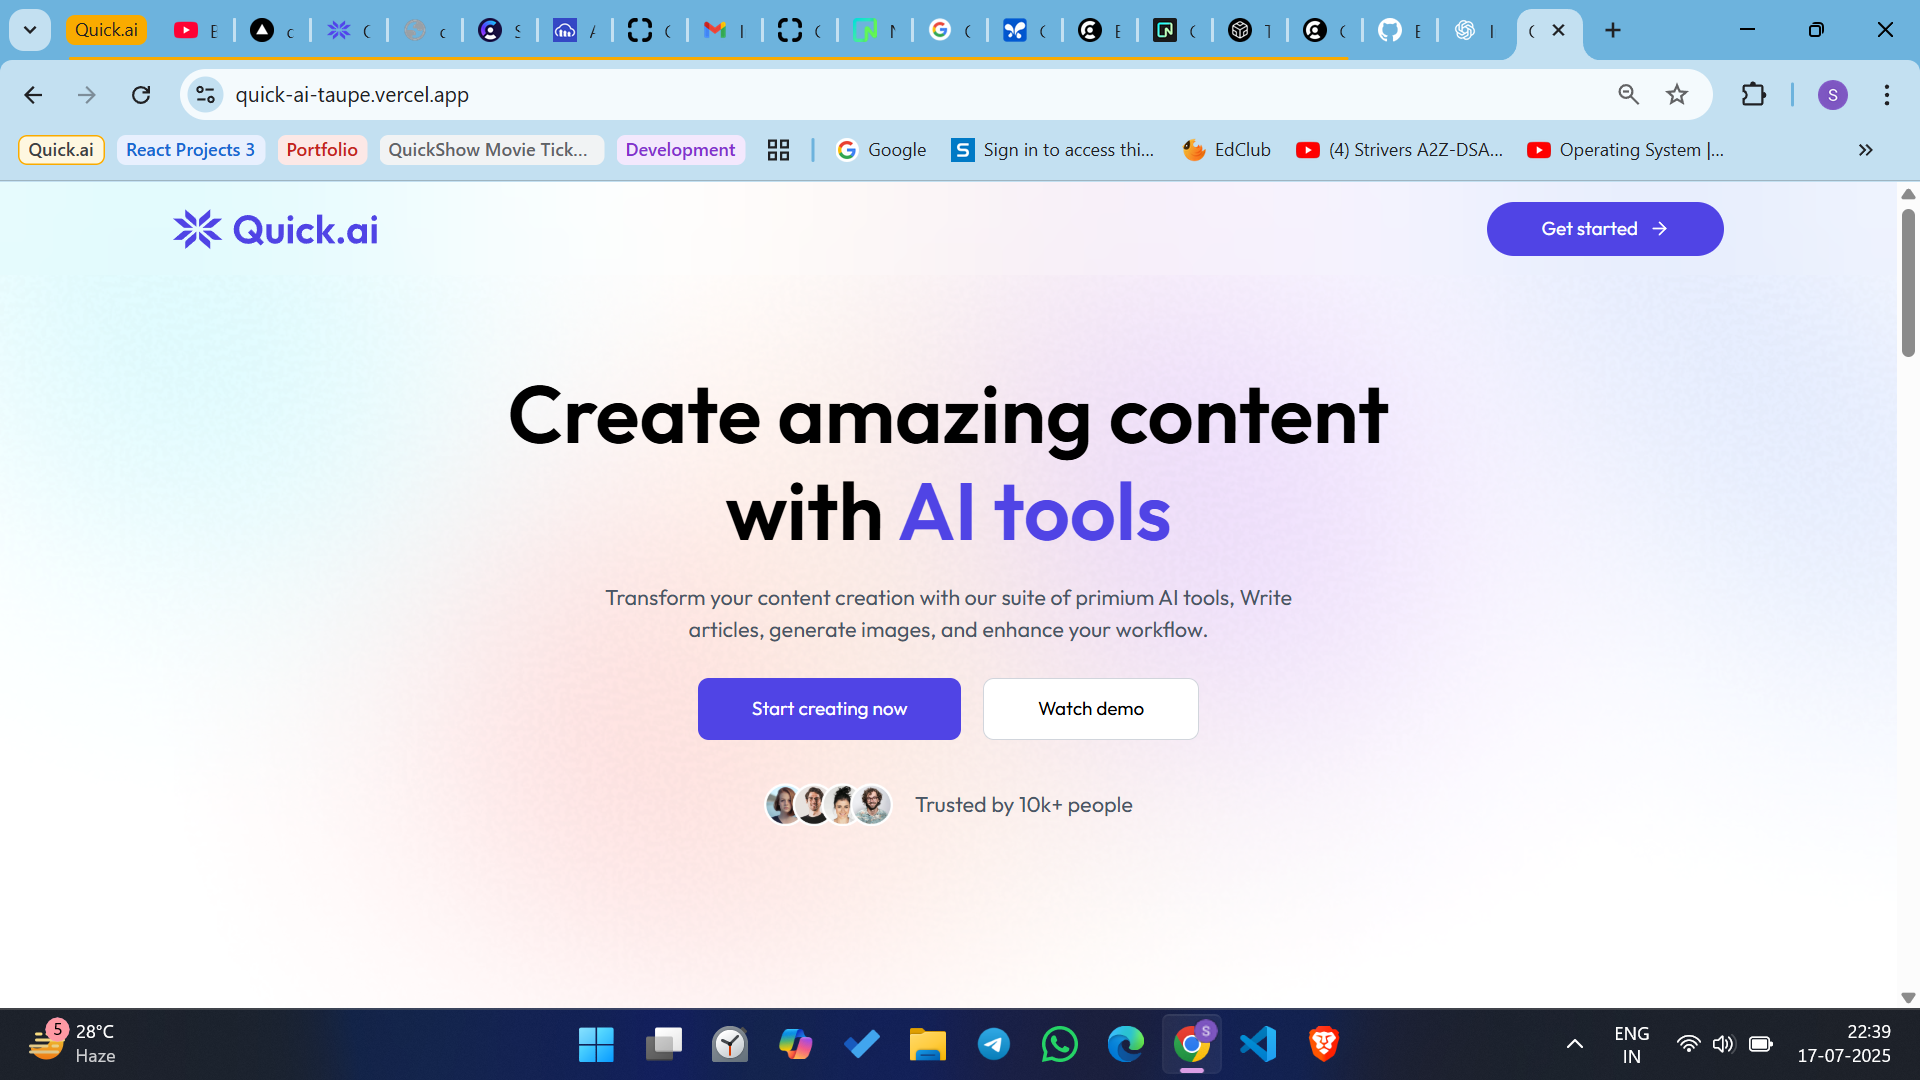 Quick.ai
quick-ai-taupe.vercel.app
S
Quick.ai
React Projects 3
Portfolio
QuickShow Movie Tick...
Development
Google
Sign in to access thi...
EdClub
(4) Strivers A2Z-DSA...
Operating System |...
Quick.ai
Get started
Create amazing content
with AI tools
Transform your content creation with our suite of primium AI tools, Write
articles, generate images, and enhance your workflow.
Start creating now
Watch demo
Trusted by 10k+ people
5
28°C
Haze
S
ENG
IN
22:39
17-07-2025